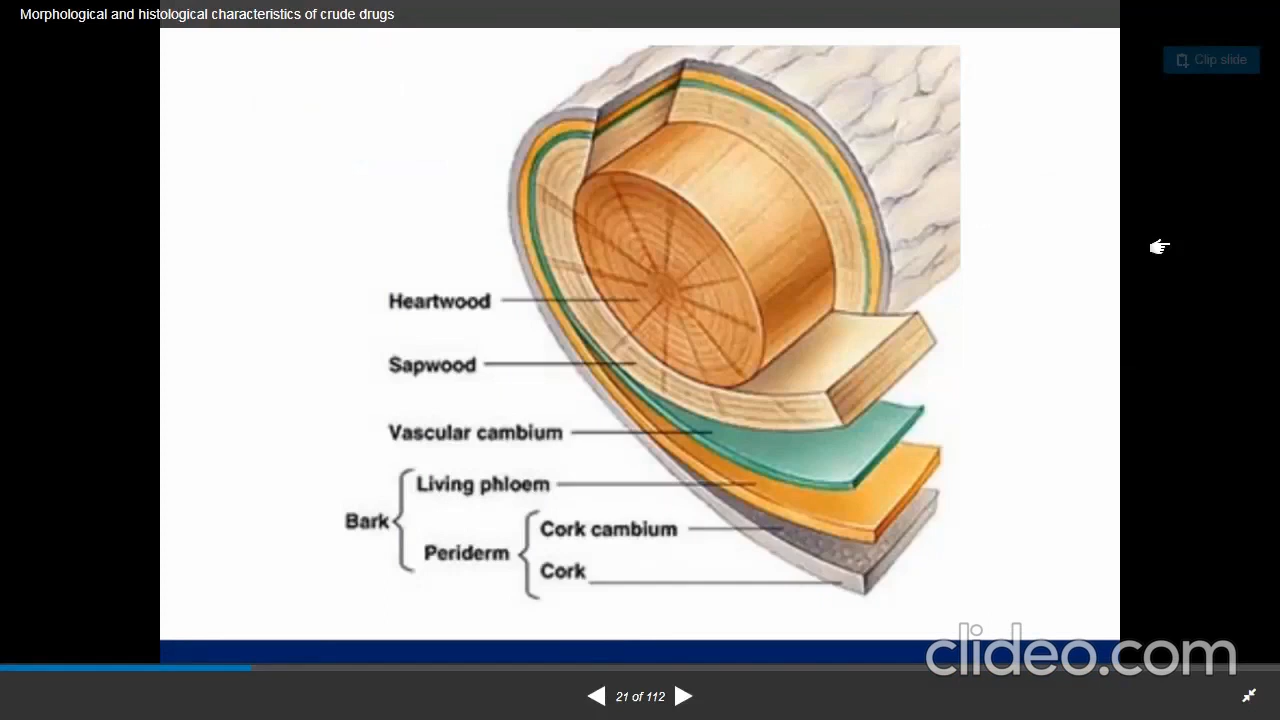 Morphological and histological characteristics of crude drugs
Clip slide
Heartwood
Sapwood
Vascular cambium
Living phloem
Bark
Cork cambium
Periderm
Cork
clideo.com
21 of 112